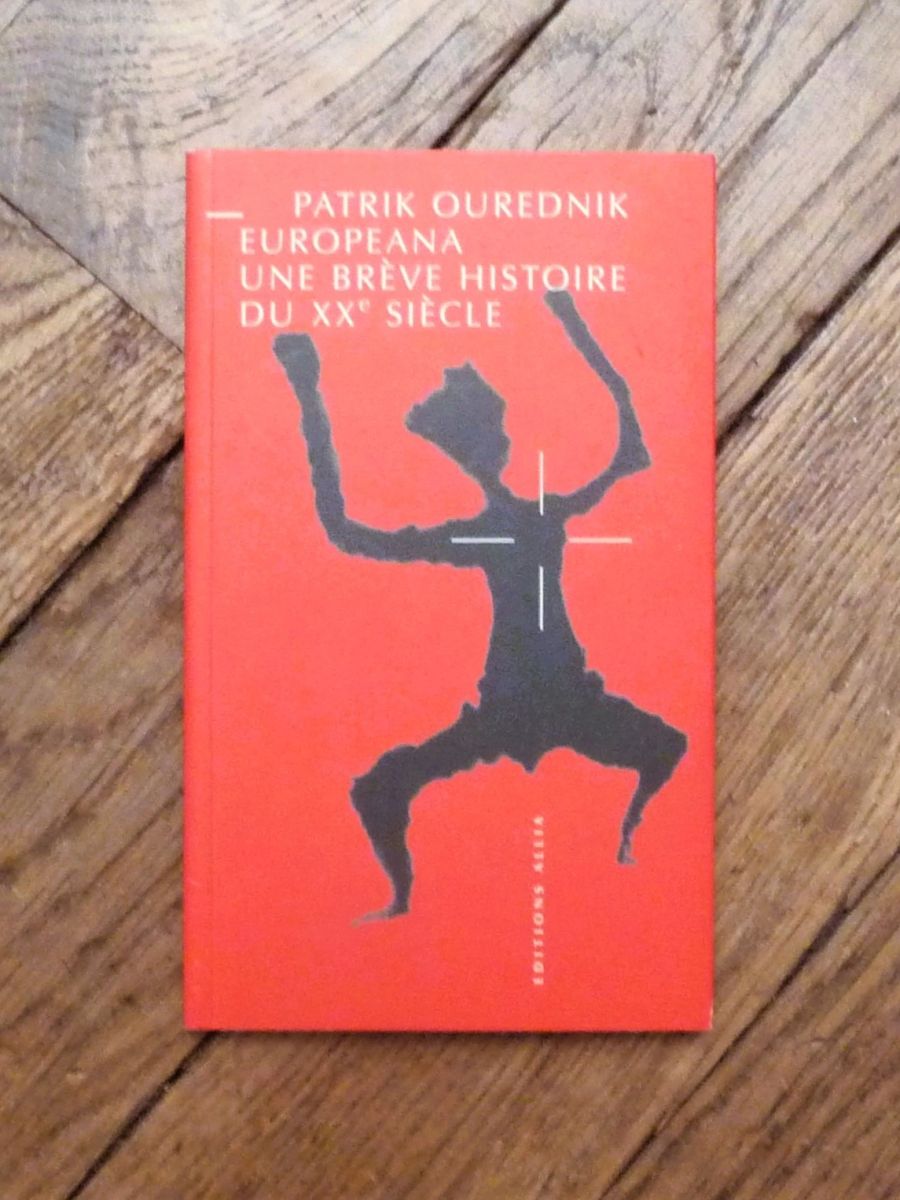 PATRIK OUREDNIK
EUROPEANA
UNE BRÈVE HISTOIRE
DU XXe SIÈCLE
EDITIONS ALLIA